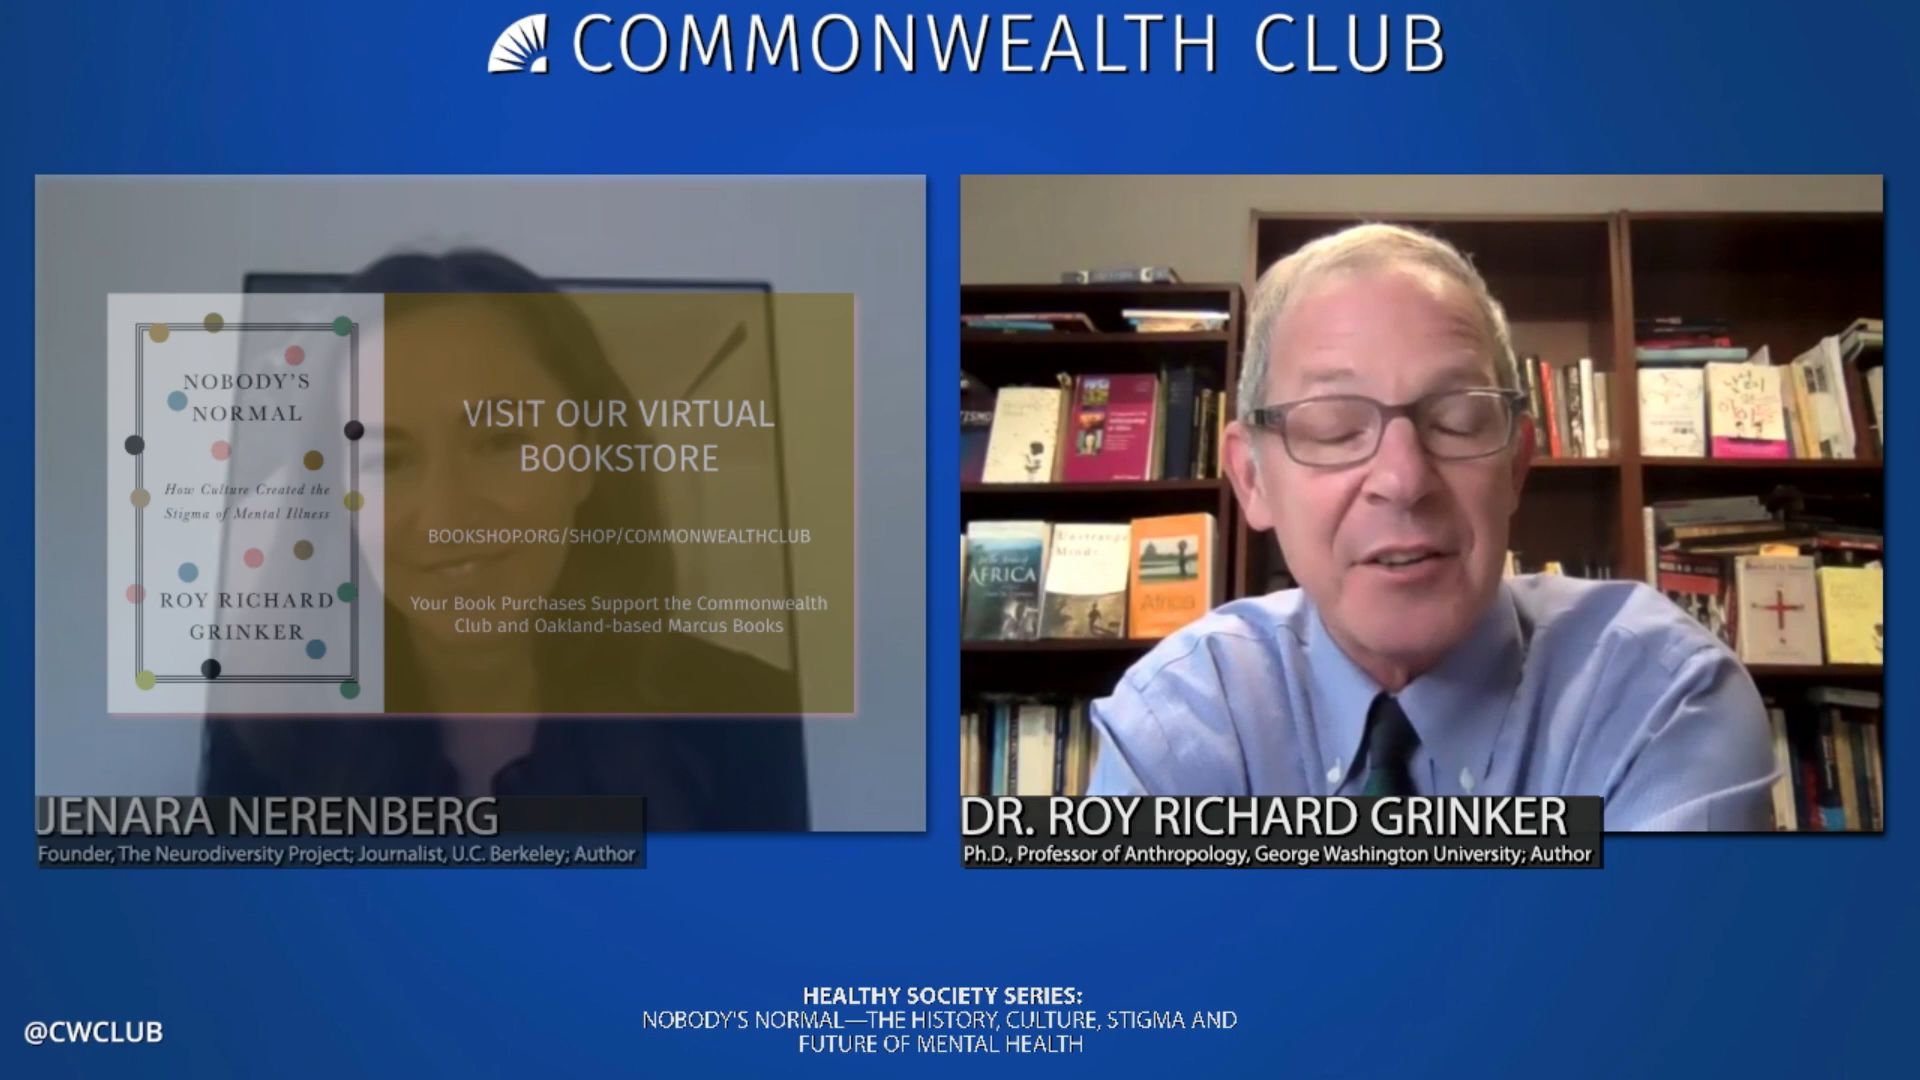 COMMONWEALTH CLUB
NOBODY'S
NORMAL
How Culture Created the
Stigma of Mental Illness
ROY RICHARD
GRINKER
VISIT OUR VIRTUAL
BOOKSTORE
BOOKSHOP.ORG/SHOP/COMMONWEALTHCLUB
Your Book Purchases Support the Commonwealth
Club and Oakland-based Marcus Books
AFRICA
Unstrange
Minds
Africa
JENARA NERENBERG
Founder, The Neurodiversity Project; Journalist, U.C. Berkeley; Author
DR. ROY RICHARD GRINKER
Ph.D., Professor of Anthropology, George Washington University; Author
@CWCLUB
HEALTHY SOCIETY SERIES:
NOBODY'S NORMAL—THE HISTORY, CULTURE, STIGMA AND
FUTURE OF MENTAL HEALTH